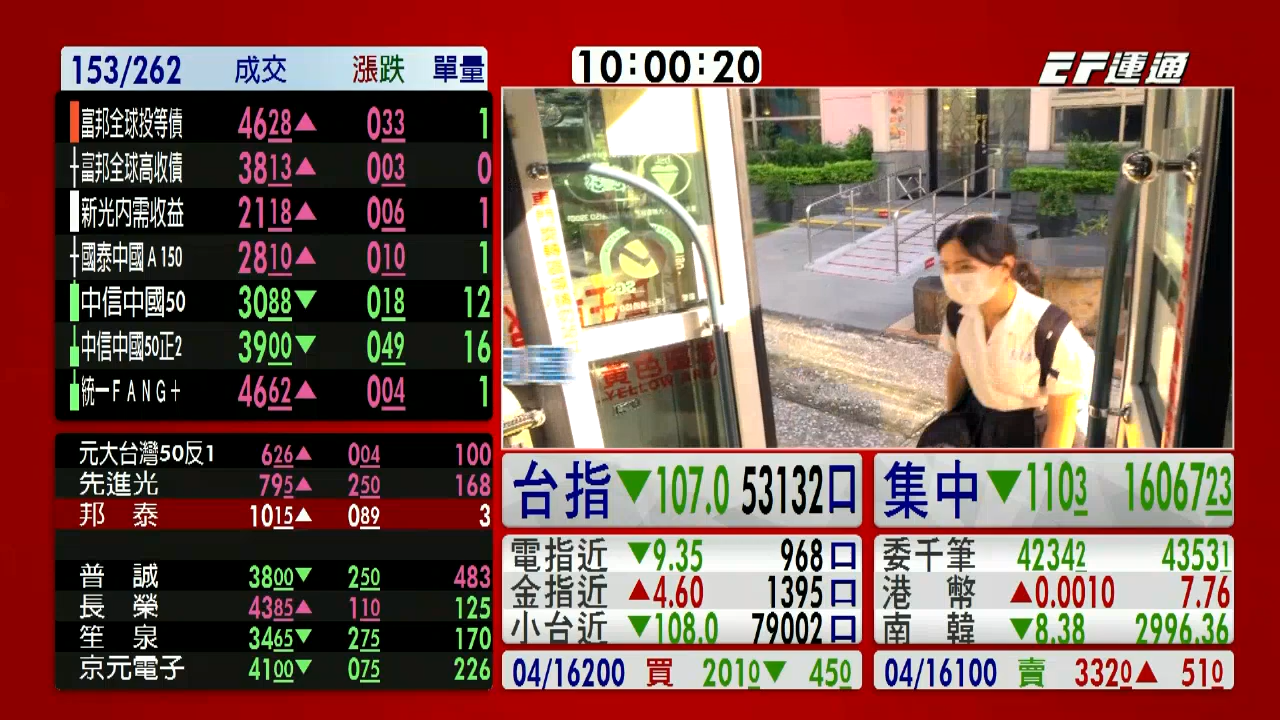 153/262 成交 漲跌 單量
富邦全球投等債 4628▲ 033 1
富邦全球高收債 3813▲ 003 0
新光內需收益 2118▲ 006 1
國泰中國A150 2810▲ 010 1
中信中國50 3088▼ 018 12
中信中國50正2 3900▼ 049 16
統一FANG+ 4662▲ 004 1
元大台灣50反1 626▲ 004 100
先進光 795▲ 250 168
邦泰 1015▲ 089 3
普誠 3800▼ 250 483
長榮 4385▲ 110 125
笙泉 3465▼ 275 170
京元電子 4100▼ 075 226
10:00:20
EF運通
黃色區
YELLOW AREA
台指▼107.0 53132口
電指近 ▼9.35 968口
金指近 ▲4.60 1395口
小台近 ▼108.0 79002口
04/16200 買 2010▼ 450
集中▼1103 1606723
委千筆 42342 43531
港幣 ▲0.0010 7.76
南韓 ▼8.38 2996.36
04/16100 賣 3320▲ 510